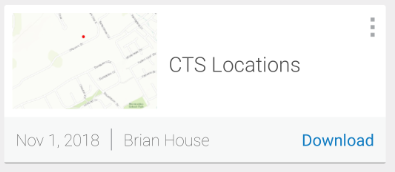 CTS Locations
Nov 1, 2018 | Brian House Download